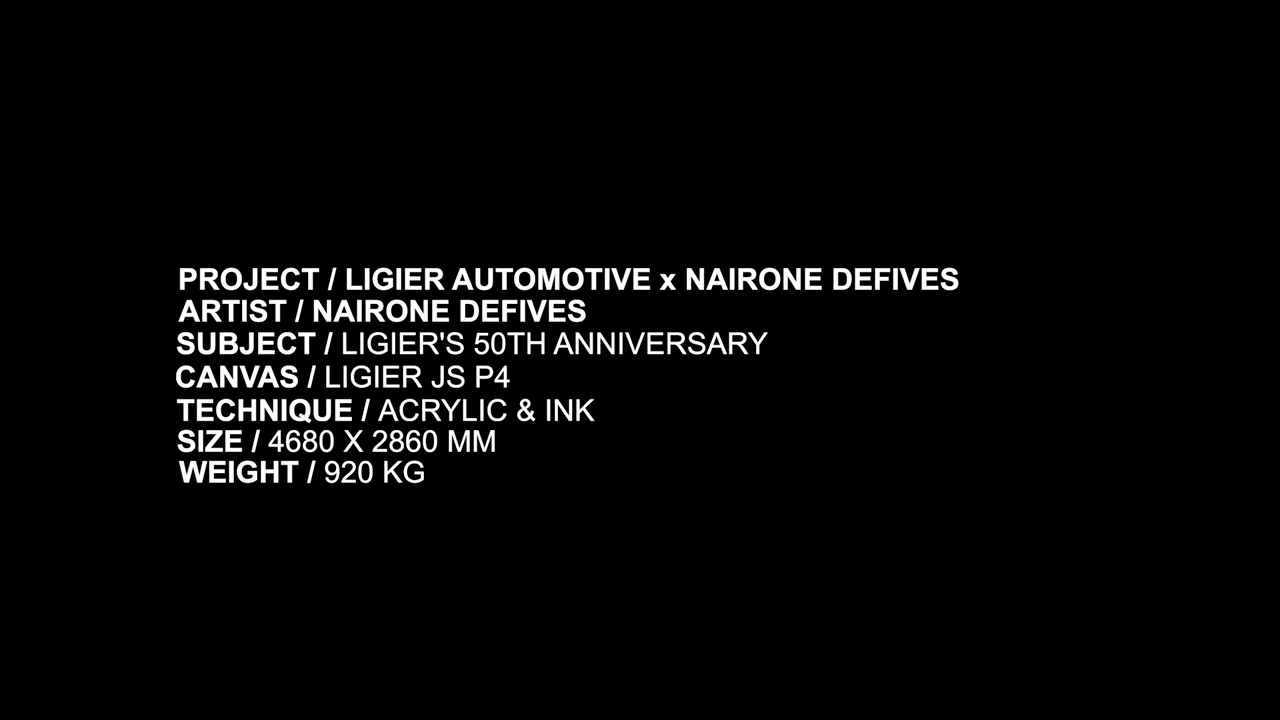 PROJECT / LIGIER AUTOMOTIVE x NAIRONE DEFIVES
ARTIST / NAIRONE DEFIVES
SUBJECT / LIGIER'S 50TH ANNIVERSARY
CANVAS / LIGIER JS P4
TECHNIQUE / ACRYLIC & INK
SIZE / 4680 X 2860 MM
WEIGHT / 920 KG